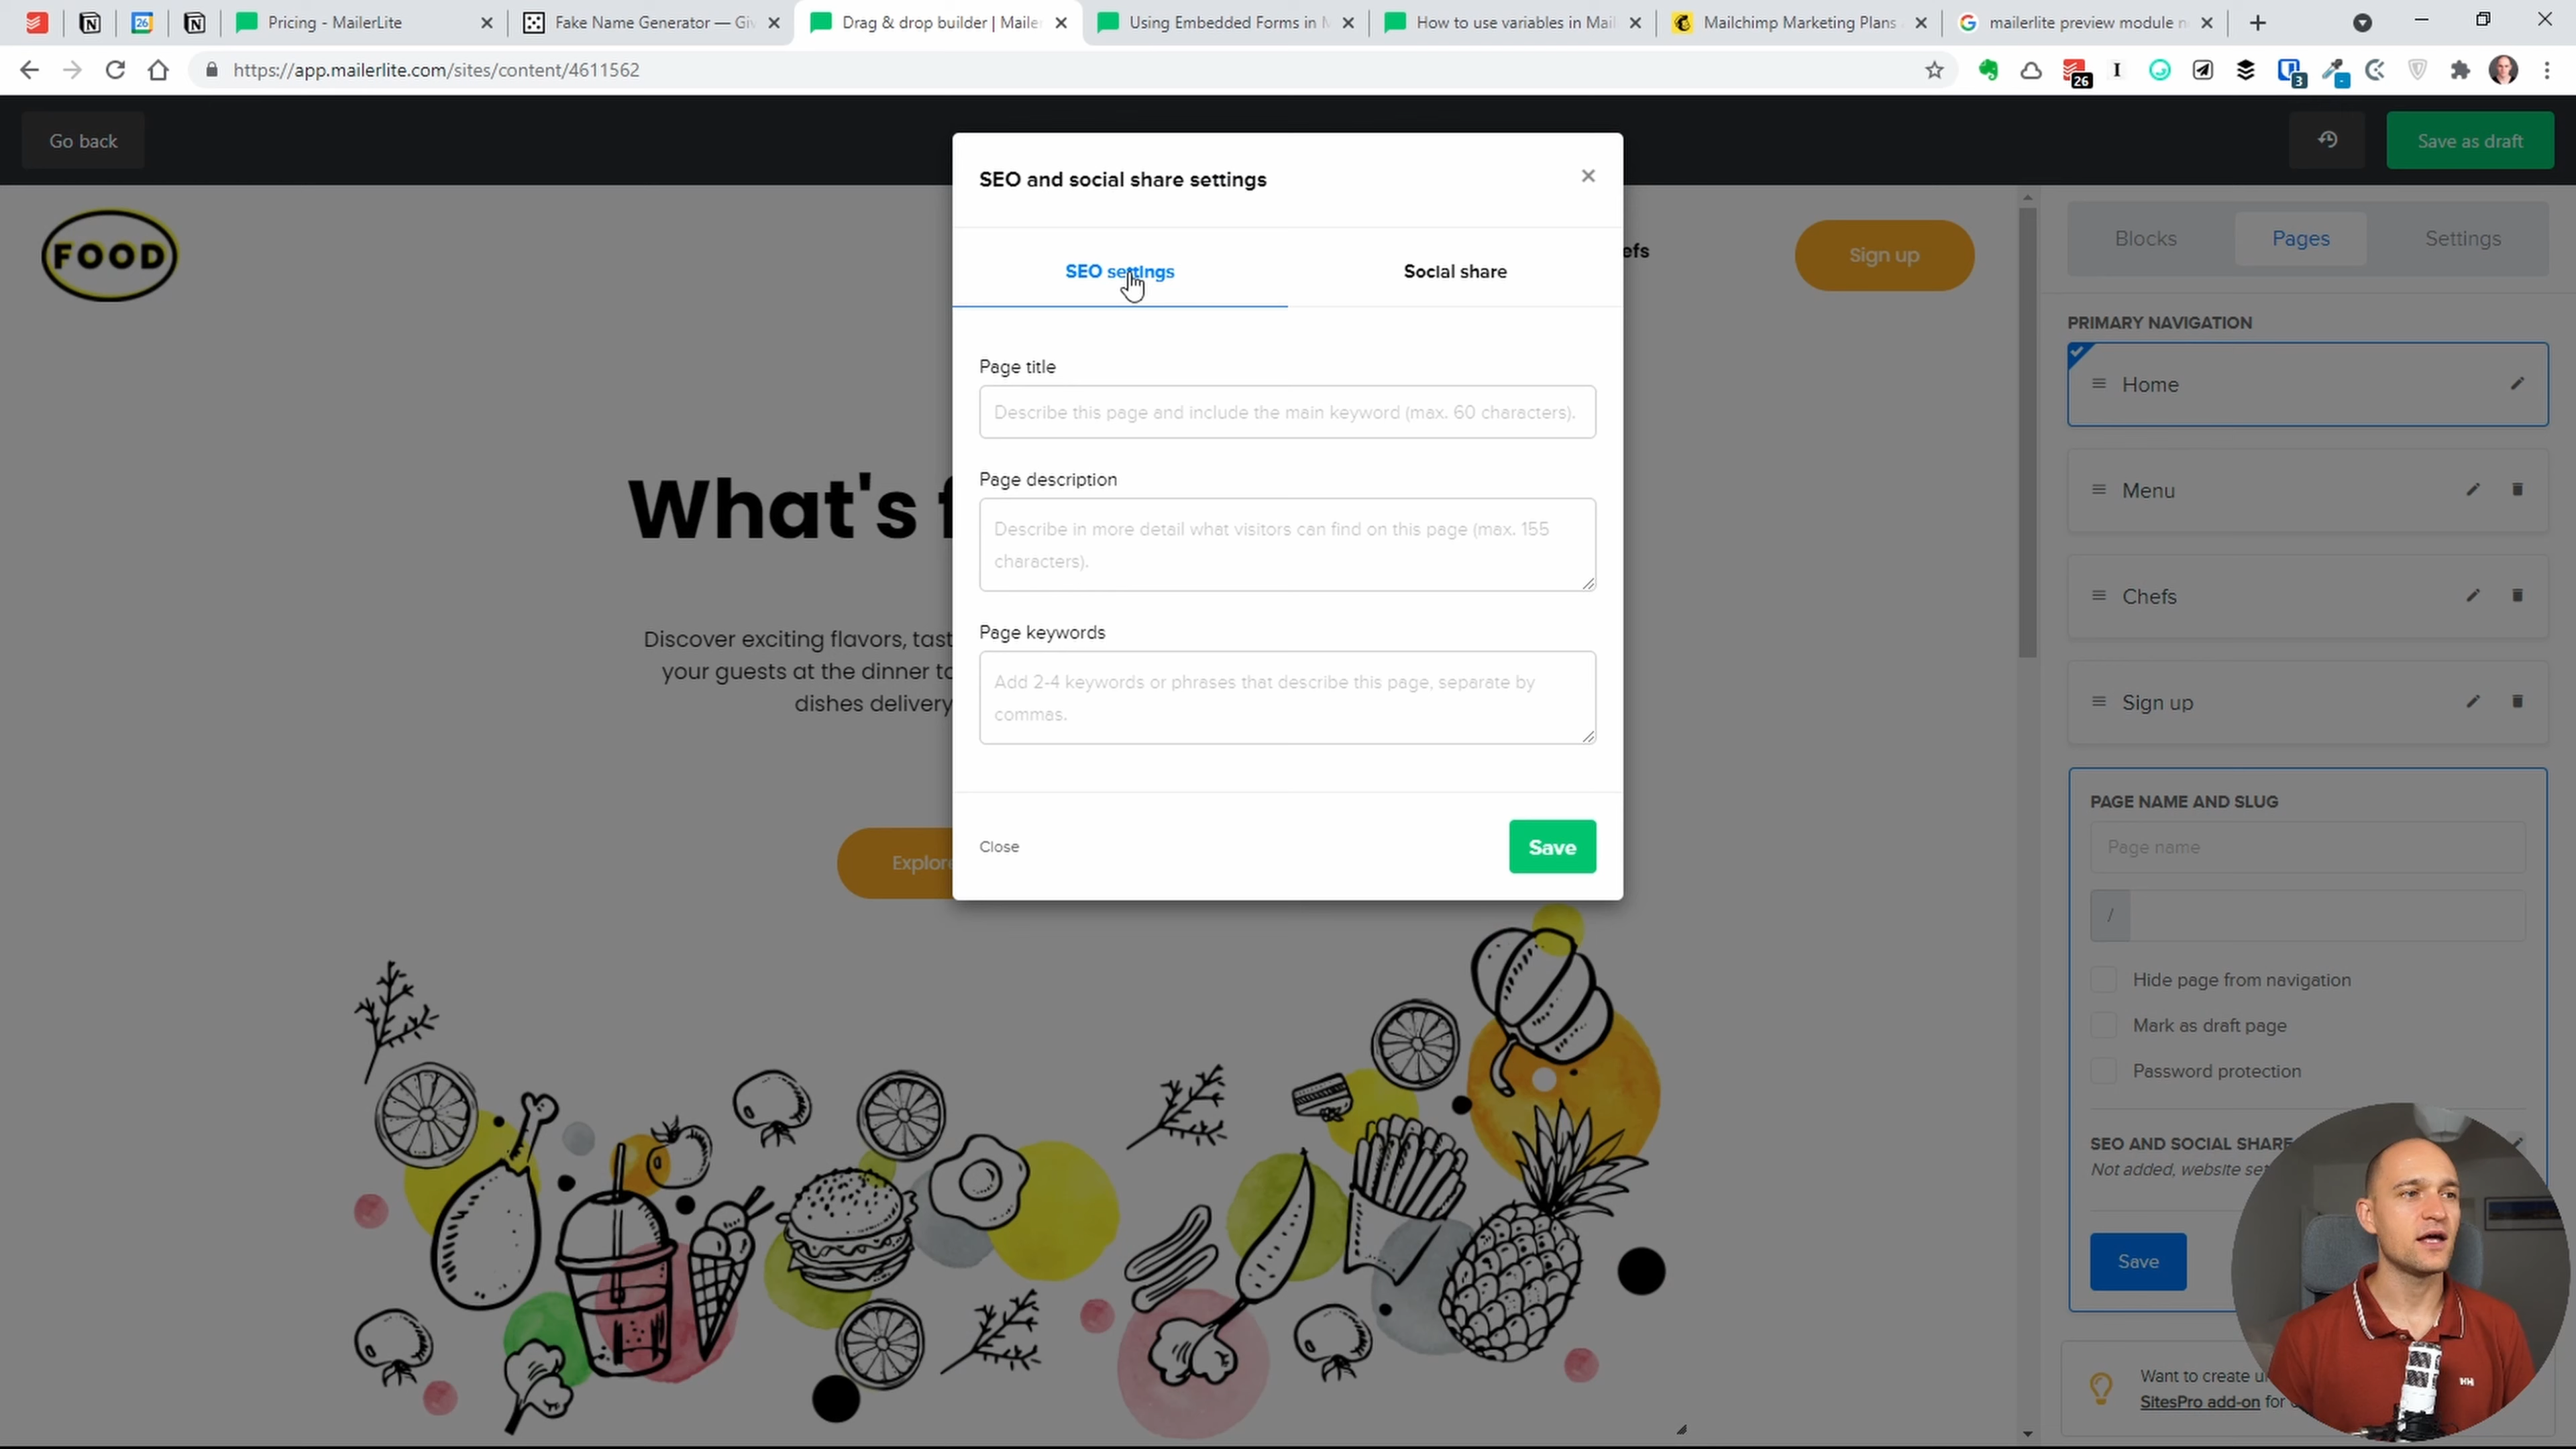 Pricing - MailerLite
Fake Name Generator — Giv
Drag & drop builder | Mailer
Using Embedded Forms in M
How to use variables in Mail
Mailchimp Marketing Plans
mailerlite preview module n
https://app.mailerlite.com/sites/content/4611562
26
3
Go back
Save as draft
SEO and social share settings
FOOD
efs
Sign up
SEO settings
Social share
Blocks
Pages
Settings
PRIMARY NAVIGATION
Home
Menu
Chefs
Sign up
Page title
Describe this page and include the main keyword (max. 60 characters).
Page description
Describe in more detail what visitors can find on this page (max. 155
characters).
Page keywords
Add 2-4 keywords or phrases that describe this page, separate by
commas.
Close
Save
What's f
Discover exciting flavors, tast
your guests at the dinner to
dishes delivery
Explore
PAGE NAME AND SLUG
Page name
/
Hide page from navigation
Mark as draft page
Password protection
SEO AND SOCIAL SHARE
Not added, website set
Save
Want to create
SitesPro add-on for